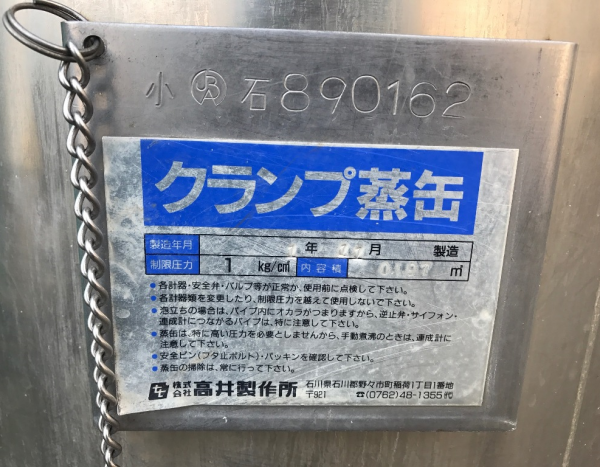 小 JBA 石 890162
クランプ蒸缶
製造年月 年 月 製造
制限圧力 1 kg/㎠ 内容積 ㎥
● 各計器・安全弁・バルブ等が正常か、使用前に点検して下さい。
● 各計器類を変更したり、制限圧力を越えて使用しないで下さい。
● 泡立ちの場合は、パイプ内にオカラがつまりますから、逆止弁・サイフォン・
連成計につながるパイプは、特に注意して下さい。
● 蒸缶は、特に高い圧力を必要としませんから、手動煮沸のときは、連成計に
注意して下さい。
● 安全ピン(フタ止ボルト)・パッキンを確認して下さい。
● 蒸缶の掃除は、常に行って下さい。
株式会社 高井製作所 石川県石川郡野々市町稲荷1丁目1番地
〒921 ☎(0762)48-1355㈹